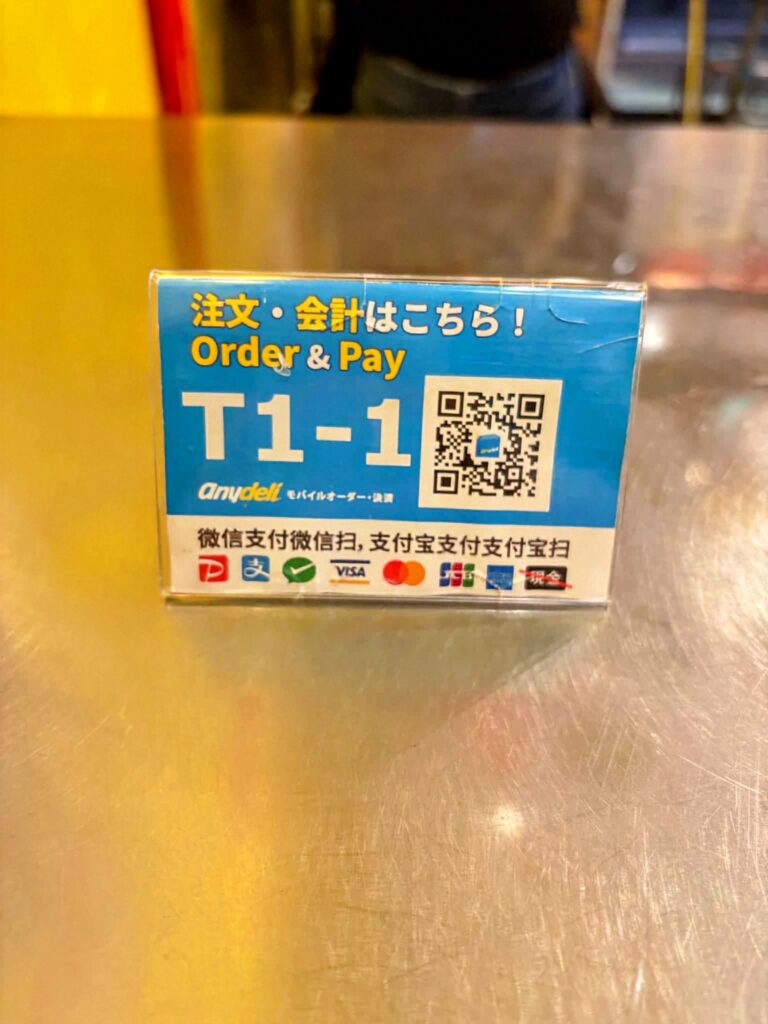 注文・会計はこちら！
Order & Pay
T1-1
anydeli モバイルオーダー・決済
微信支付微信扫, 支付宝支付支付宝扫
支 VISA JCB 現金